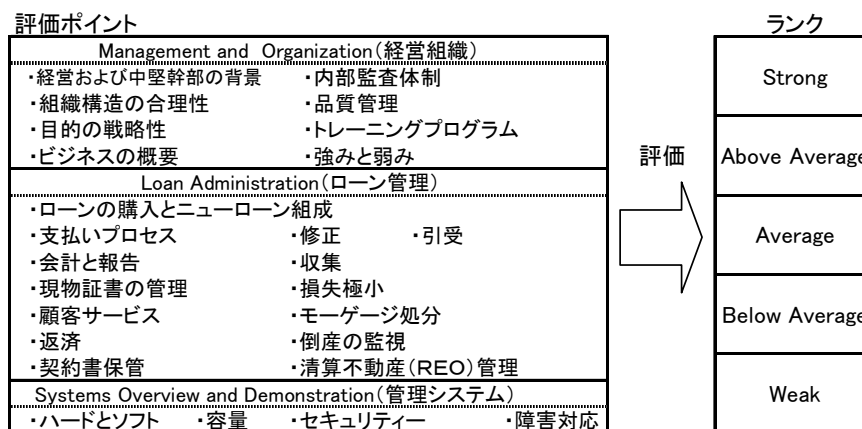 評価ポイント
Management and Organization(経営組織)
・経営および中堅幹部の背景 ・内部監査体制
・組織構造の合理性 ・品質管理
・目的の戦略性 ・トレーニングプログラム
・ビジネスの概要 ・強みと弱み
Loan Administration(ローン管理)
・ローンの購入とニューローン組成
・支払いプロセス ・修正 ・引受
・会計と報告 ・収集
・現物証書の管理 ・損失極小
・顧客サービス ・モーゲージ処分
・返済 ・倒産の監視
・契約書保管 ・清算不動産(REO)管理
Systems Overview and Demonstration(管理システム)
・ハードとソフト ・容量 ・セキュリティー ・障害対応
評価
ランク
Strong
Above Average
Average
Below Average
Weak